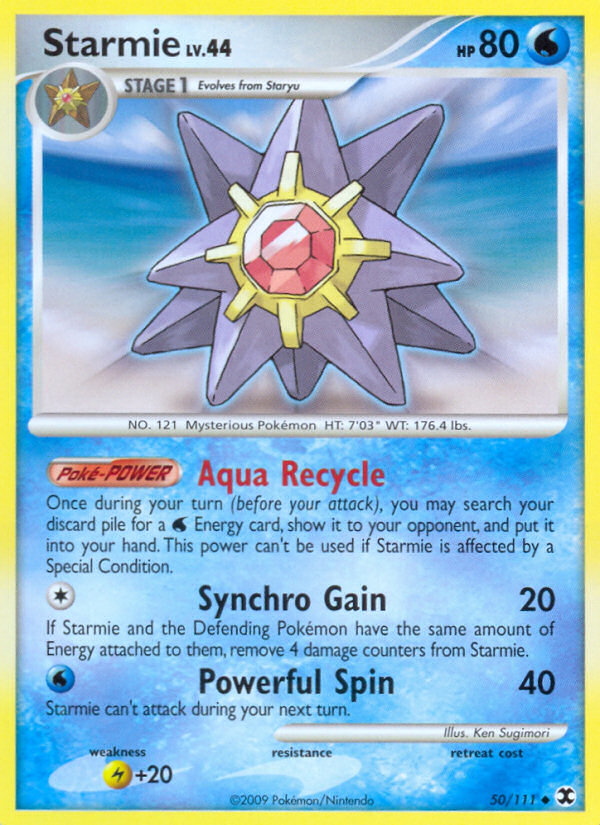 Starmie LV.44
HP 80
STAGE 1 Evolves from Staryu
NO. 121 Mysterious Pokémon HT: 7'03" WT: 176.4 lbs.
Poké-POWER Aqua Recycle
Once during your turn (before your attack), you may search your
discard pile for a Energy card, show it to your opponent, and put it
into your hand. This power can't be used if Starmie is affected by a
Special Condition.
Synchro Gain 20
If Starmie and the Defending Pokémon have the same amount of
Energy attached to them, remove 4 damage counters from Starmie.
Powerful Spin 40
Starmie can't attack during your next turn.
Illus. Ken Sugimori
weakness resistance retreat cost
+20
©2009 Pokémon/Nintendo 50/111